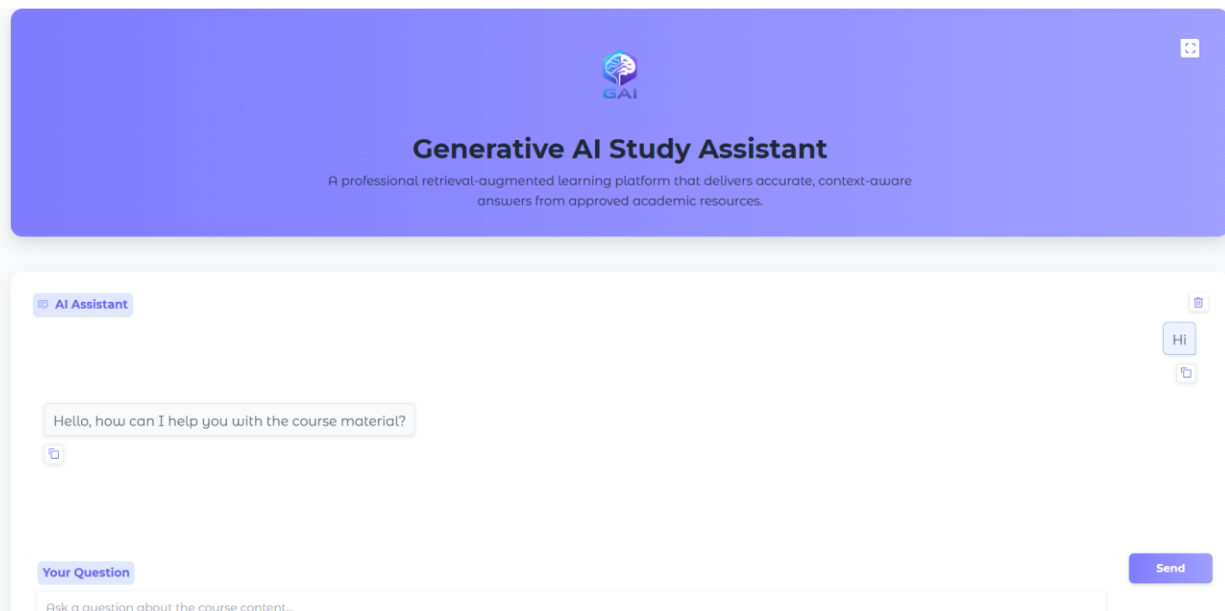 GAI
Generative AI Study Assistant
A professional retrieval-augmented learning platform that delivers accurate, context-aware
answers from approved academic resources.
AI Assistant
Hi
Hello, how can I help you with the course material?
Your Question
Send
Ask a question about the course content...